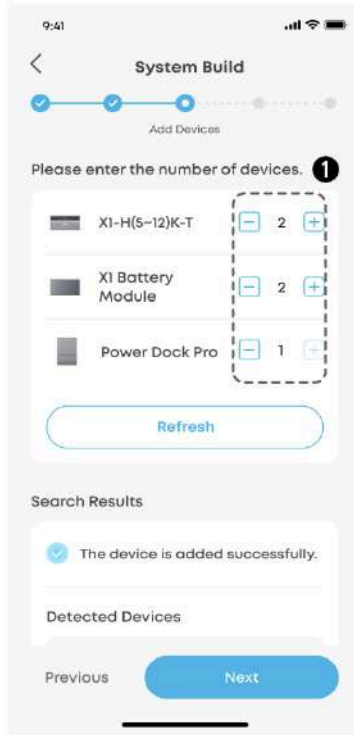 9:41
System Build
Add Devices
Please enter the number of devices. 1
X1-H(5~12)K-T 2
X1 Battery
Module 2
Power Dock Pro 1
Refresh
Search Results
The device is added successfully.
Detected Devices
Previous Next